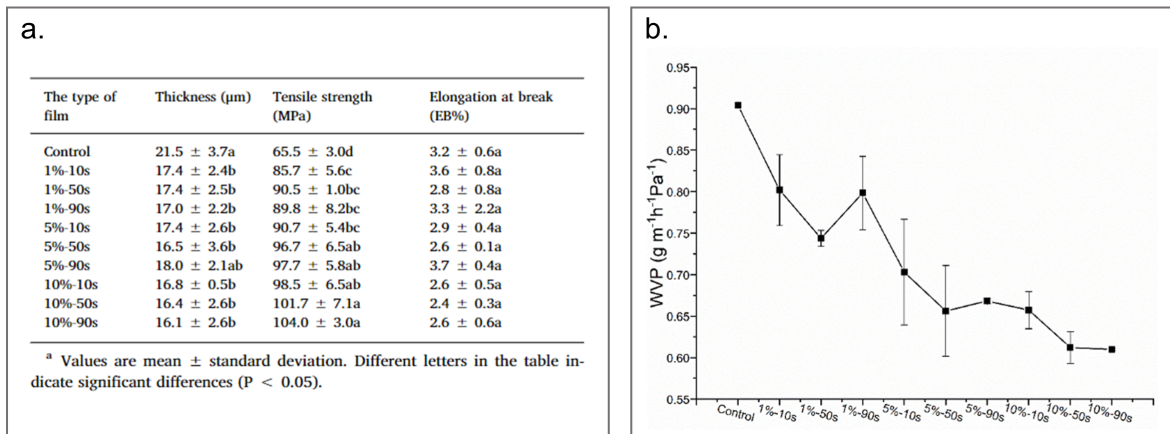 a.
The type of film Thickness (μm) Tensile strength (MPa) Elongation at break (EB%)
Control 21.5 ± 3.7a 65.5 ± 3.0d 3.2 ± 0.6a
1%-10s 17.4 ± 2.4b 85.7 ± 5.6c 3.6 ± 0.8a
1%-50s 17.4 ± 2.5b 90.5 ± 1.0bc 2.8 ± 0.8a
1%-90s 17.0 ± 2.2b 89.8 ± 8.2bc 3.3 ± 2.2a
5%-10s 17.4 ± 2.6b 90.7 ± 5.4bc 2.9 ± 0.4a
5%-50s 16.5 ± 3.6b 96.7 ± 6.5ab 2.6 ± 0.1a
5%-90s 18.0 ± 2.1ab 97.7 ± 5.8ab 3.7 ± 0.4a
10%-10s 16.8 ± 0.5b 98.5 ± 6.5ab 2.6 ± 0.5a
10%-50s 16.4 ± 2.6b 101.7 ± 7.1a 2.4 ± 0.3a
10%-90s 16.1 ± 2.6b 104.0 ± 3.0a 2.6 ± 0.6a
a Values are mean ± standard deviation. Different letters in the table in-
dicate significant differences (P < 0.05).
b.
WVP (g m⁻¹h⁻¹Pa⁻¹)
0.95
0.90
0.85
0.80
0.75
0.70
0.65
0.60
0.55
Control 1%-10s 1%-50s 1%-90s 5%-10s 5%-50s 5%-90s 10%-10s 10%-50s 10%-90s